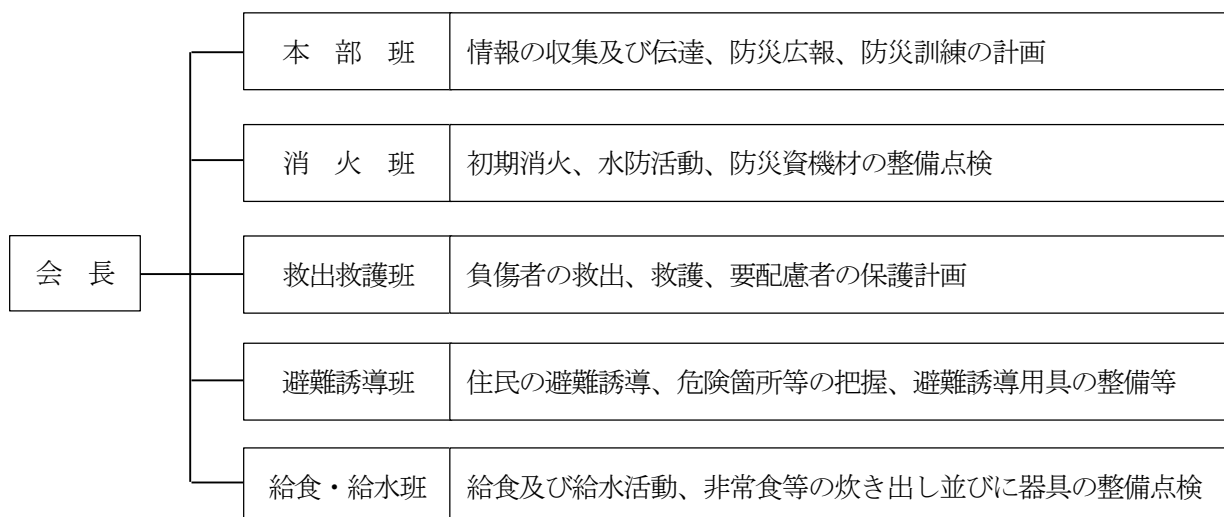 本　部　班　情報の収集及び伝達、防災広報、防災訓練の計画
消　火　班　初期消火、水防活動、防災資機材の整備点検
会　長
救出救護班　負傷者の救出、救護、要配慮者の保護計画
避難誘導班　住民の避難誘導、危険箇所等の把握、避難誘導用具の整備等
給食・給水班　給食及び給水活動、非常食等の炊き出し並びに器具の整備点検